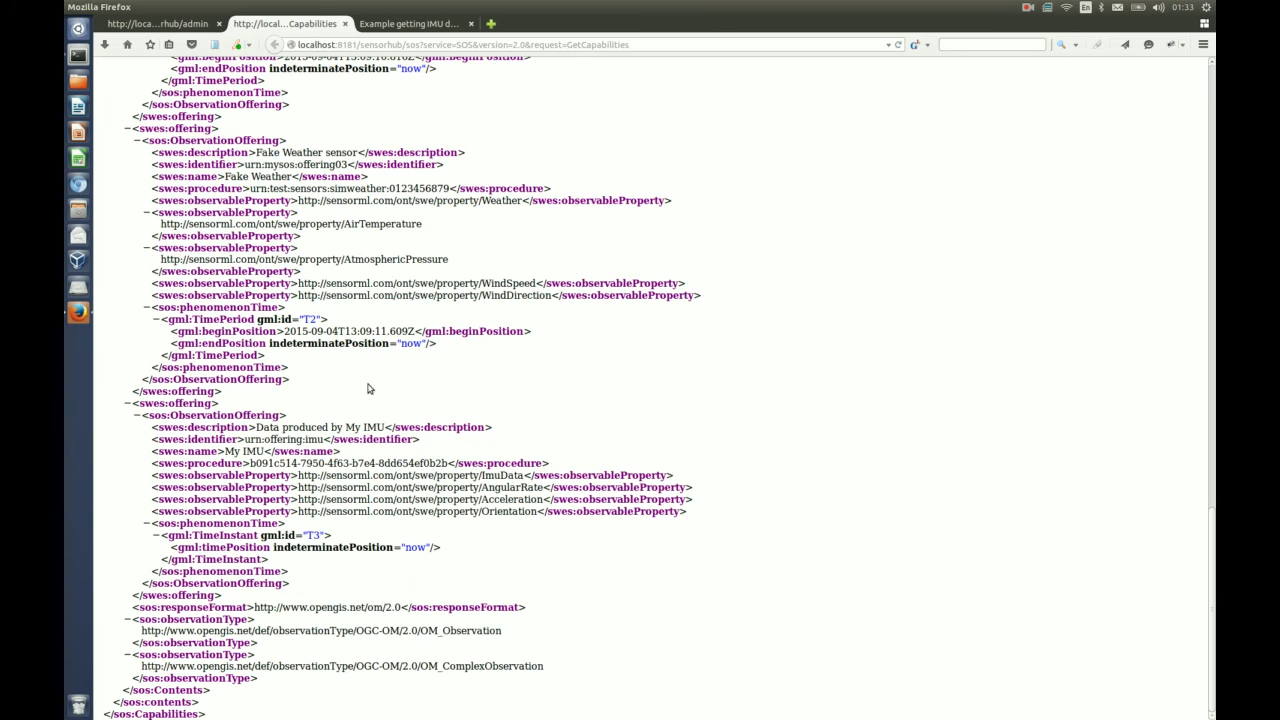 Mozilla Firefox
En
01:33
http://loca...rhub/admin × http://local...Capabilities × Example getting IMU d... ×
localhost:8181/sensorhub/sos?service=SOS&version=2.0&request=GetCapabilities
<gml:endPosition indeterminatePosition="now"/>
</gml:TimePeriod>
</sos:phenomenonTime>
</sos:ObservationOffering>
</swes:offering>
−<swes:offering>
−<sos:ObservationOffering>
<swes:description>Fake Weather sensor</swes:description>
<swes:identifier>urn:mysos:offering03</swes:identifier>
<swes:name>Fake Weather</swes:name>
<swes:procedure>urn:test:sensors:simweather:0123456879</swes:procedure>
<swes:observableProperty>http://sensorml.com/ont/swe/property/Weather</swes:observableProperty>
−<swes:observableProperty>
http://sensorml.com/ont/swe/property/AirTemperature
</swes:observableProperty>
−<swes:observableProperty>
http://sensorml.com/ont/swe/property/AtmosphericPressure
</swes:observableProperty>
<swes:observableProperty>http://sensorml.com/ont/swe/property/WindSpeed</swes:observableProperty>
<swes:observableProperty>http://sensorml.com/ont/swe/property/WindDirection</swes:observableProperty>
−<sos:phenomenonTime>
−<gml:TimePeriod gml:id="T2">
<gml:beginPosition>2015-09-04T13:09:11.609Z</gml:beginPosition>
<gml:endPosition indeterminatePosition="now"/>
</gml:TimePeriod>
</sos:phenomenonTime>
</sos:ObservationOffering>
</swes:offering>
−<swes:offering>
−<sos:ObservationOffering>
<swes:description>Data produced by My IMU</swes:description>
<swes:identifier>urn:offering:imu</swes:identifier>
<swes:name>My IMU</swes:name>
<swes:procedure>b091c514-7950-4f63-b7e4-8dd654ef0b2b</swes:procedure>
<swes:observableProperty>http://sensorml.com/ont/swe/property/ImuData</swes:observableProperty>
<swes:observableProperty>http://sensorml.com/ont/swe/property/AngularRate</swes:observableProperty>
<swes:observableProperty>http://sensorml.com/ont/swe/property/Acceleration</swes:observableProperty>
<swes:observableProperty>http://sensorml.com/ont/swe/property/Orientation</swes:observableProperty>
−<sos:phenomenonTime>
−<gml:TimeInstant gml:id="T3">
<gml:timePosition indeterminatePosition="now"/>
</gml:TimeInstant>
</sos:phenomenonTime>
</sos:ObservationOffering>
</swes:offering>
<sos:responseFormat>http://www.opengis.net/om/2.0</sos:responseFormat>
−<sos:observationType>
http://www.opengis.net/def/observationType/OGC-OM/2.0/OM_Observation
</sos:observationType>
−<sos:observationType>
http://www.opengis.net/def/observationType/OGC-OM/2.0/OM_ComplexObservation
</sos:observationType>
</sos:Contents>
</sos:contents>
</sos:Capabilities>